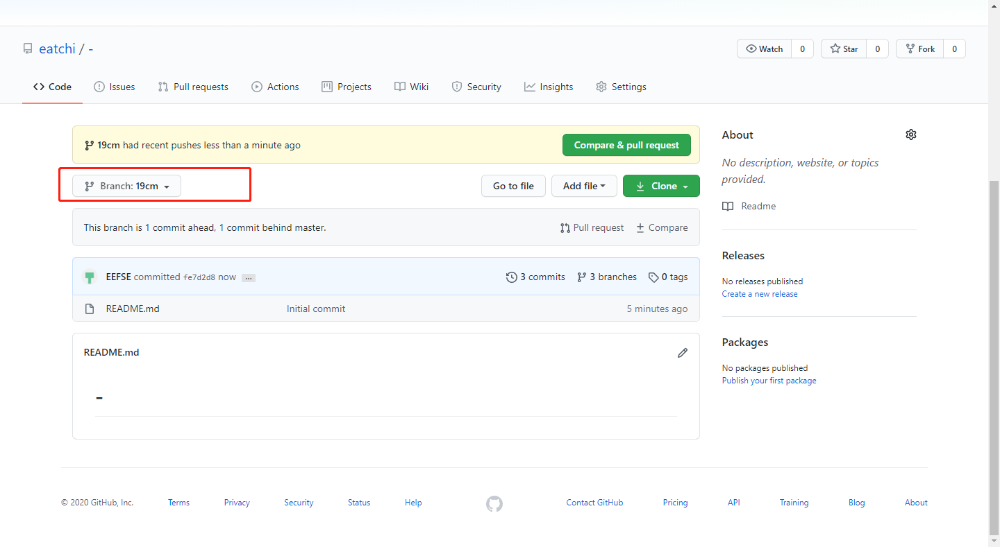 eatchi / -
Watch 0 Star 0 Fork 0
Code Issues Pull requests Actions Projects Wiki Security Insights Settings
19cm had recent pushes less than a minute ago Compare & pull request
Branch: 19cm Go to file Add file Clone
This branch is 1 commit ahead, 1 commit behind master. Pull request Compare
EEFSE committed fe7d2d8 now ... 3 commits 3 branches 0 tags
README.md Initial commit 5 minutes ago
README.md
-
About
No description, website, or topics
provided.
Readme
Releases
No releases published
Create a new release
Packages
No packages published
Publish your first package
© 2020 GitHub, Inc. Terms Privacy Security Status Help Contact GitHub Pricing API Training Blog About